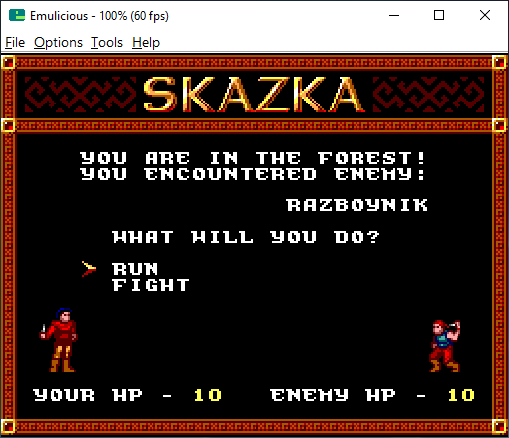 Emulicious - 100% (60 fps)
File Options Tools Help
SKAZKA
YOU ARE IN THE FOREST!
YOU ENCOUNTERED ENEMY:
RAZBOYNIK
WHAT WILL YOU DO?
RUN
FIGHT
YOUR HP - 10 ENEMY HP - 10